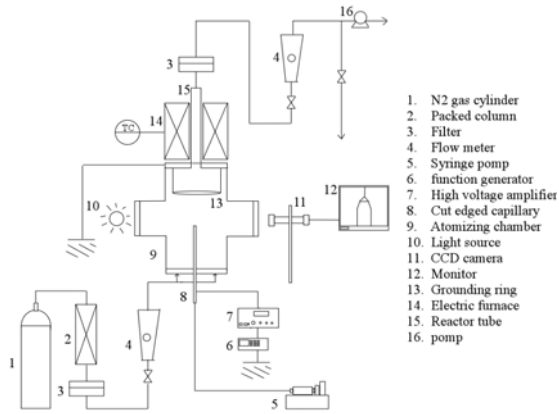 16
3
4
15
14
TC
10
13
11
12
9
8
7
2
4
6
1
3
5
1. N2 gas cylinder
2. Packed column
3. Filter
4. Flow meter
5. Syringe pump
6. function generator
7. High voltage amplifier
8. Cut edged capillary
9. Atomizing chamber
10. Light source
11. CCD camera
12. Monitor
13. Grounding ring
14. Electric furnace
15. Reactor tube
16. pump